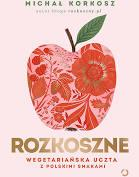 MICHAŁ KORKOSZ
autor bloga rozkoszny.pl
ROZKOSZNE
WEGETARIAŃSKA UCZTA
Z POLSKIMI SMAKAMI